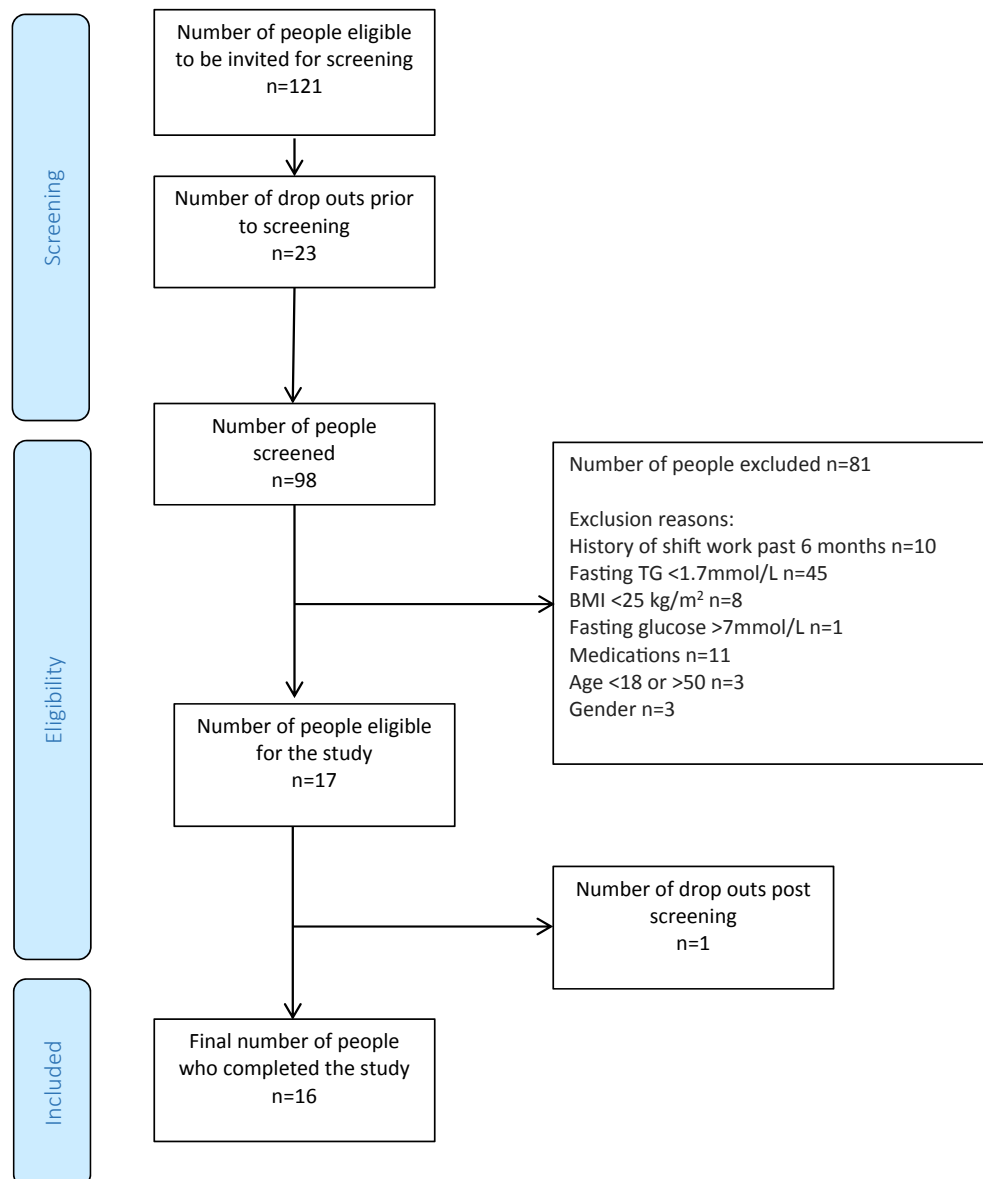 Screening
Number of people eligible
to be invited for screening
n=121
Number of drop outs prior
to screening
n=23
Number of people
screened
n=98
Eligibility
Number of people excluded n=81
Exclusion reasons:
History of shift work past 6 months n=10
Fasting TG <1.7mmol/L n=45
BMI <25 kg/m² n=8
Fasting glucose >7mmol/L n=1
Medications n=11
Age <18 or >50 n=3
Gender n=3
Number of people eligible
for the study
n=17
Number of drop outs post
screening
n=1
Included
Final number of people
who completed the study
n=16